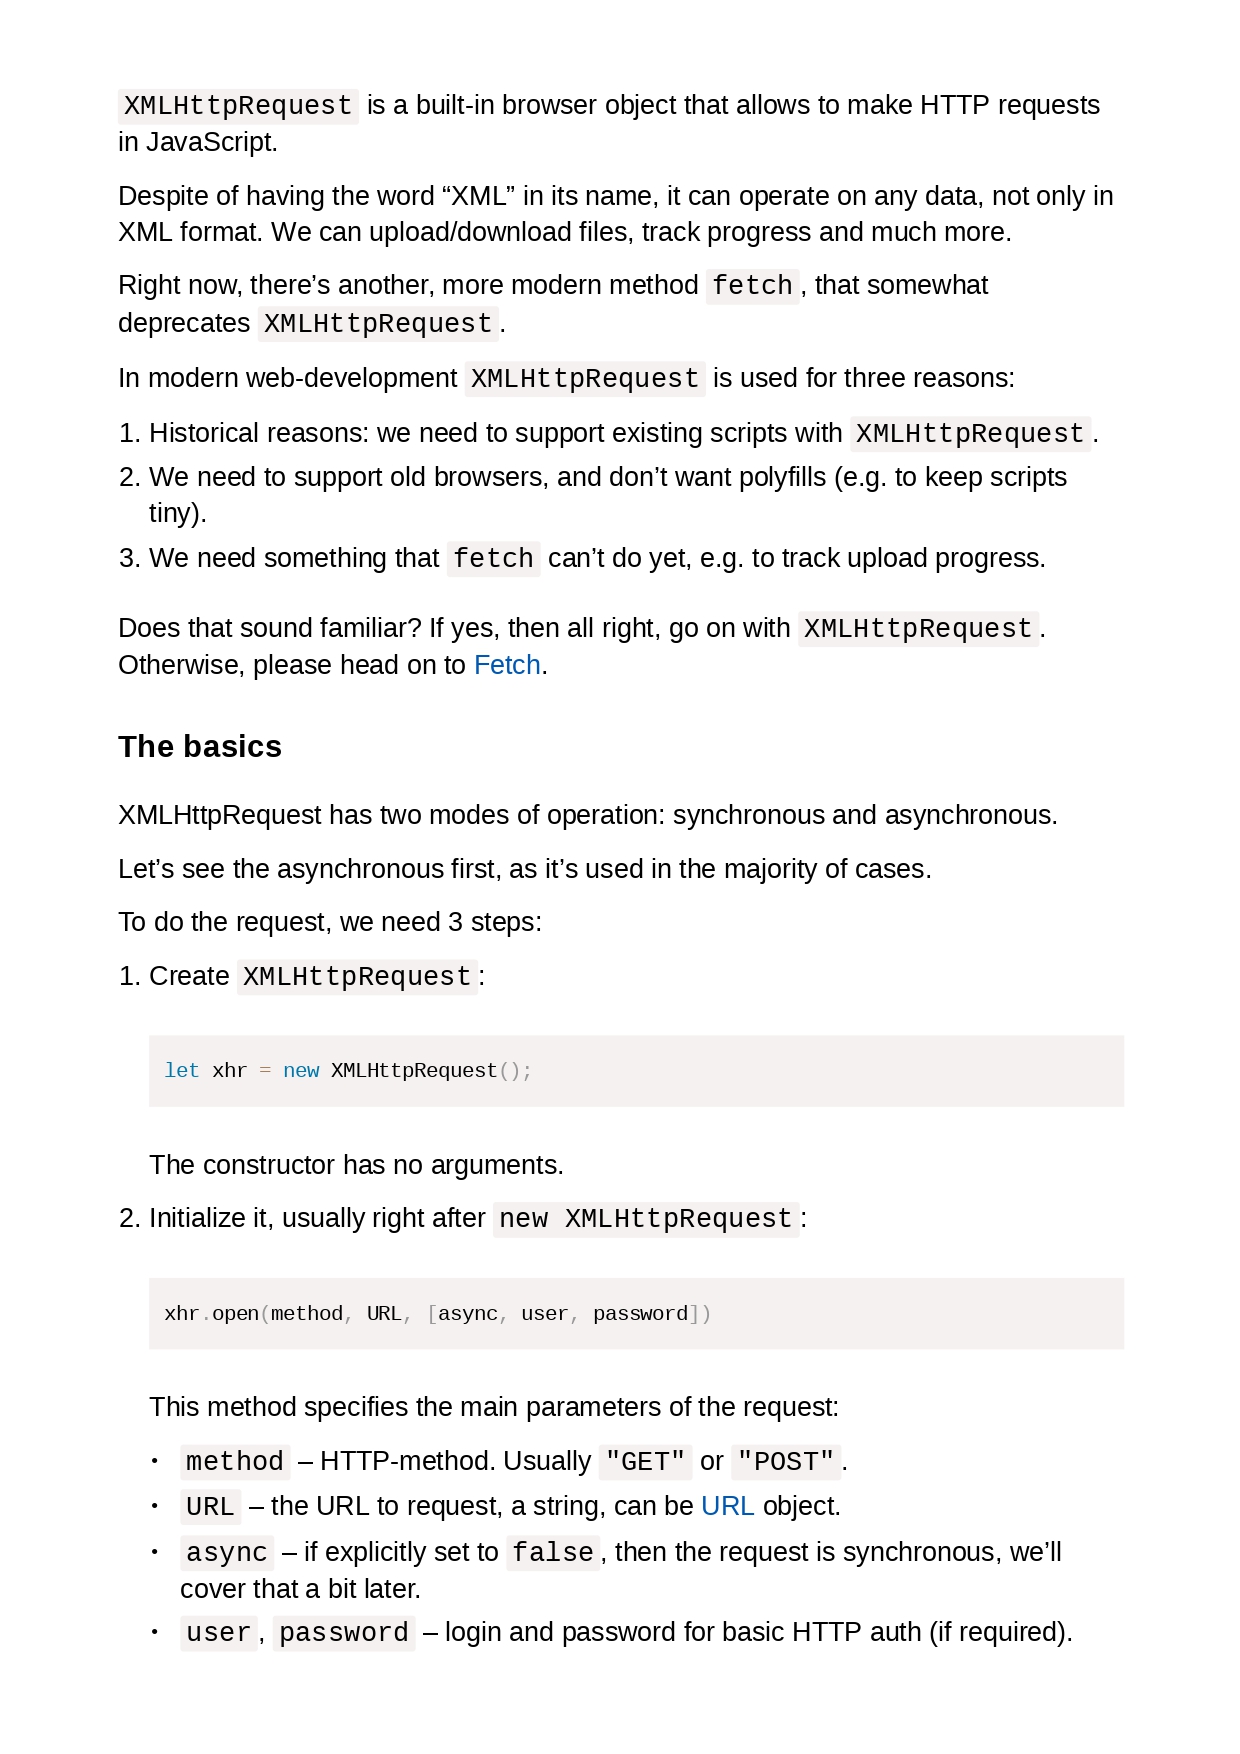 XMLHttpRequest is a built-in browser object that allows to make HTTP requests
in JavaScript.
Despite of having the word “XML” in its name, it can operate on any data, not only in
XML format. We can upload/download files, track progress and much more.
Right now, there’s another, more modern method fetch, that somewhat
deprecates XMLHttpRequest.
In modern web-development XMLHttpRequest is used for three reasons:
1. Historical reasons: we need to support existing scripts with XMLHttpRequest.
2. We need to support old browsers, and don’t want polyfills (e.g. to keep scripts
tiny).
3. We need something that fetch can’t do yet, e.g. to track upload progress.
Does that sound familiar? If yes, then all right, go on with XMLHttpRequest.
Otherwise, please head on to Fetch.
The basics
XMLHttpRequest has two modes of operation: synchronous and asynchronous.
Let’s see the asynchronous first, as it’s used in the majority of cases.
To do the request, we need 3 steps:
1. Create XMLHttpRequest:
let xhr = new XMLHttpRequest();
The constructor has no arguments.
2. Initialize it, usually right after new XMLHttpRequest:
xhr.open(method, URL, [async, user, password])
This method specifies the main parameters of the request:
• method – HTTP-method. Usually "GET" or "POST".
• URL – the URL to request, a string, can be URL object.
• async – if explicitly set to false, then the request is synchronous, we’ll
cover that a bit later.
• user, password – login and password for basic HTTP auth (if required).